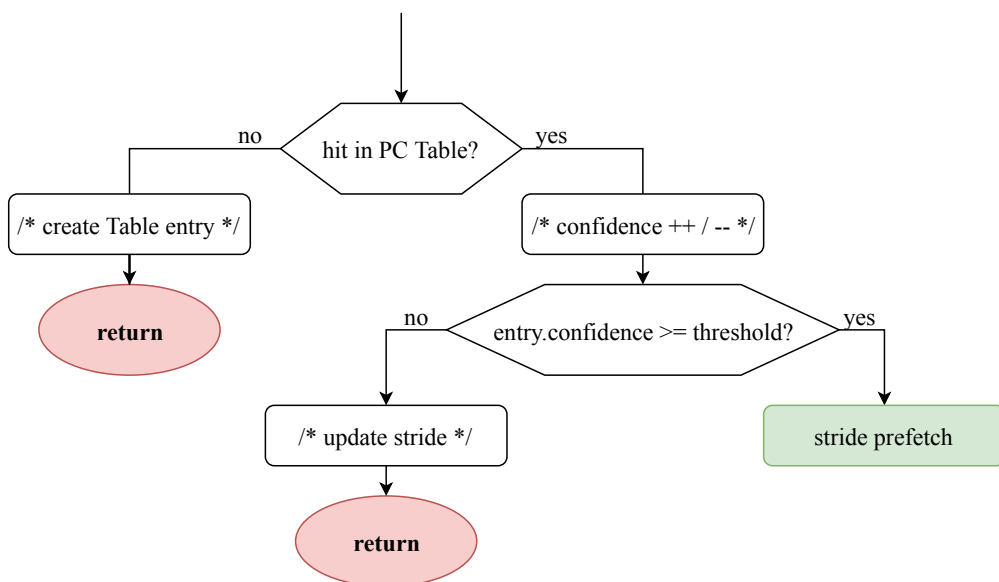 no
hit in PC Table?
yes
/* create Table entry */
/* confidence ++ / -- */
return
no
entry.confidence >= threshold?
yes
/* update stride */
stride prefetch
return